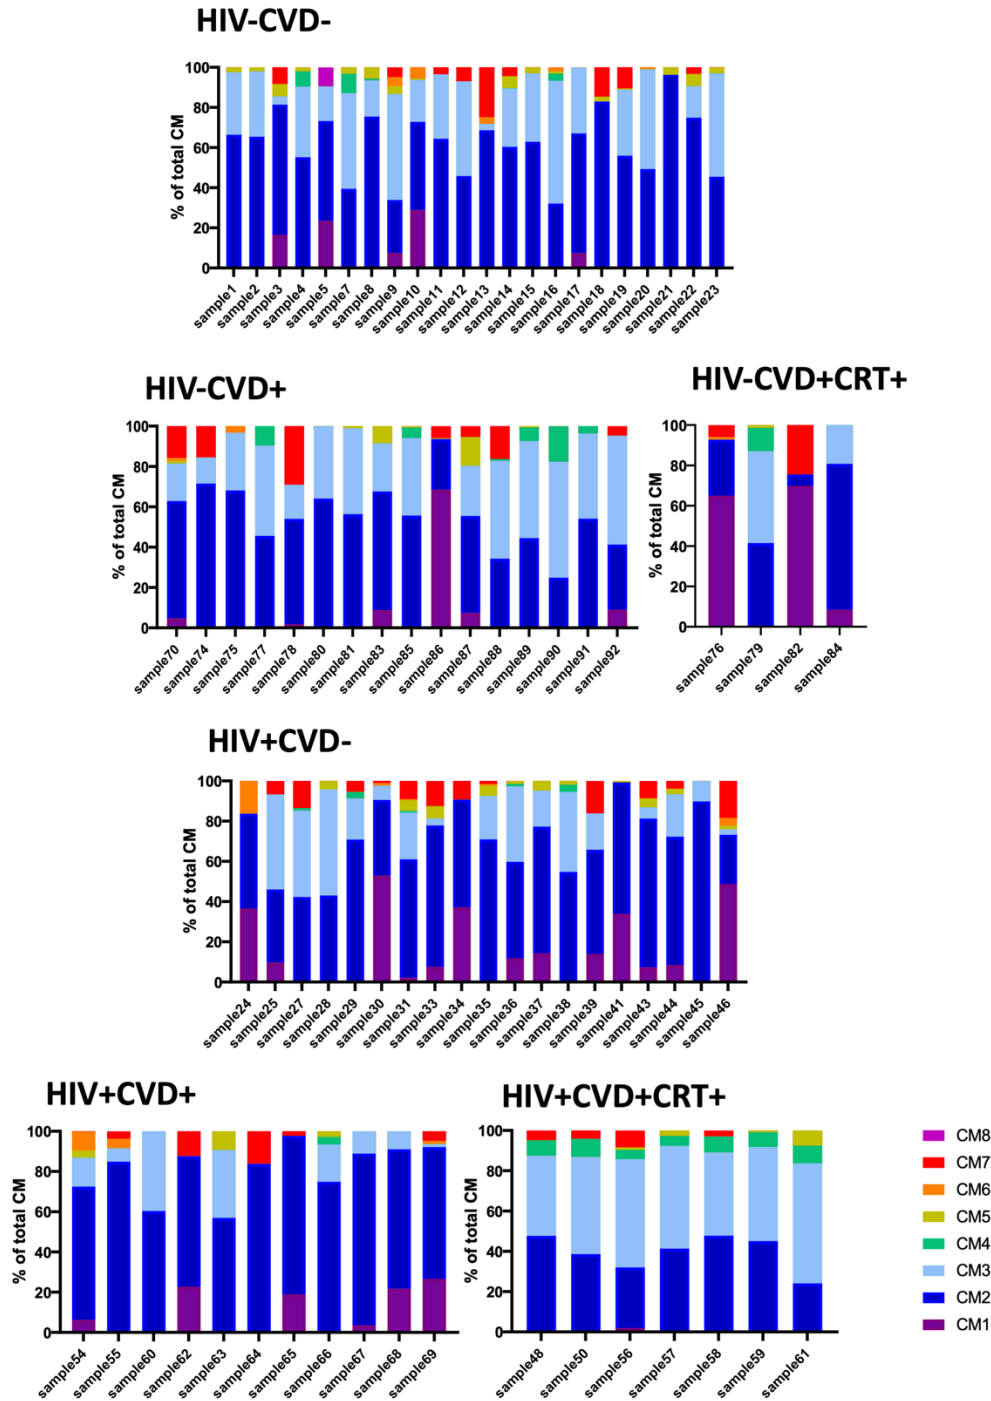 HIV-CVD-
% of total CM
100
80
60
40
20
0
sample1
sample2
sample3
sample4
sample5
sample7
sample8
sample9
sample10
sample11
sample12
sample13
sample14
sample15
sample16
sample17
sample18
sample19
sample20
sample21
sample22
sample23
HIV-CVD+
% of total CM
100
80
60
40
20
0
sample70
sample74
sample75
sample77
sample78
sample80
sample81
sample83
sample85
sample86
sample87
sample88
sample89
sample90
sample91
sample92
HIV-CVD+CRT+
% of total CM
100
80
60
40
20
0
sample76
sample79
sample82
sample84
HIV+CVD-
% of total CM
100
80
60
40
20
0
sample24
sample25
sample27
sample28
sample29
sample30
sample31
sample33
sample34
sample35
sample36
sample37
sample38
sample39
sample41
sample43
sample44
sample45
sample46
HIV+CVD+
% of total CM
100
80
60
40
20
0
sample54
sample55
sample60
sample62
sample63
sample64
sample65
sample66
sample67
sample68
sample69
HIV+CVD+CRT+
% of total CM
100
80
60
40
20
0
sample48
sample50
sample56
sample57
sample58
sample59
sample61
CM8
CM7
CM6
CM5
CM4
CM3
CM2
CM1